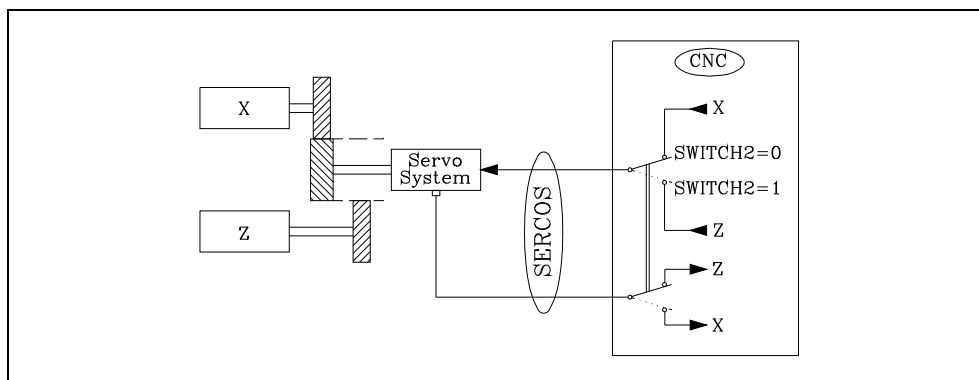 CNC
X
X
SWITCH2=0
Servo
System
SWITCH2=1
SERCOS
Z
Z
Z
X